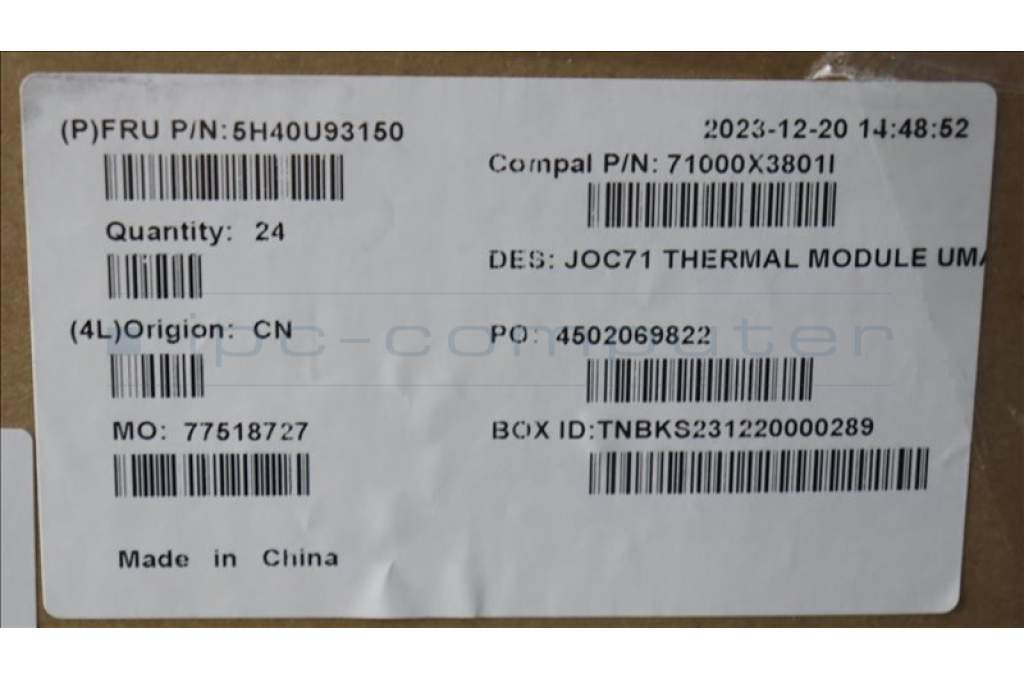 (P)FRU P/N:5H40U93150
2023-12-20 14:48:52
Compal P/N: 71000X3801I
Quantity: 24
DES: JOC71 THERMAL MODULE UMA
(4L)Origion: CN
PO: 4502069822
ipc-computer
MO: 77518727
BOX ID:TNBKS231220000289
Made in China